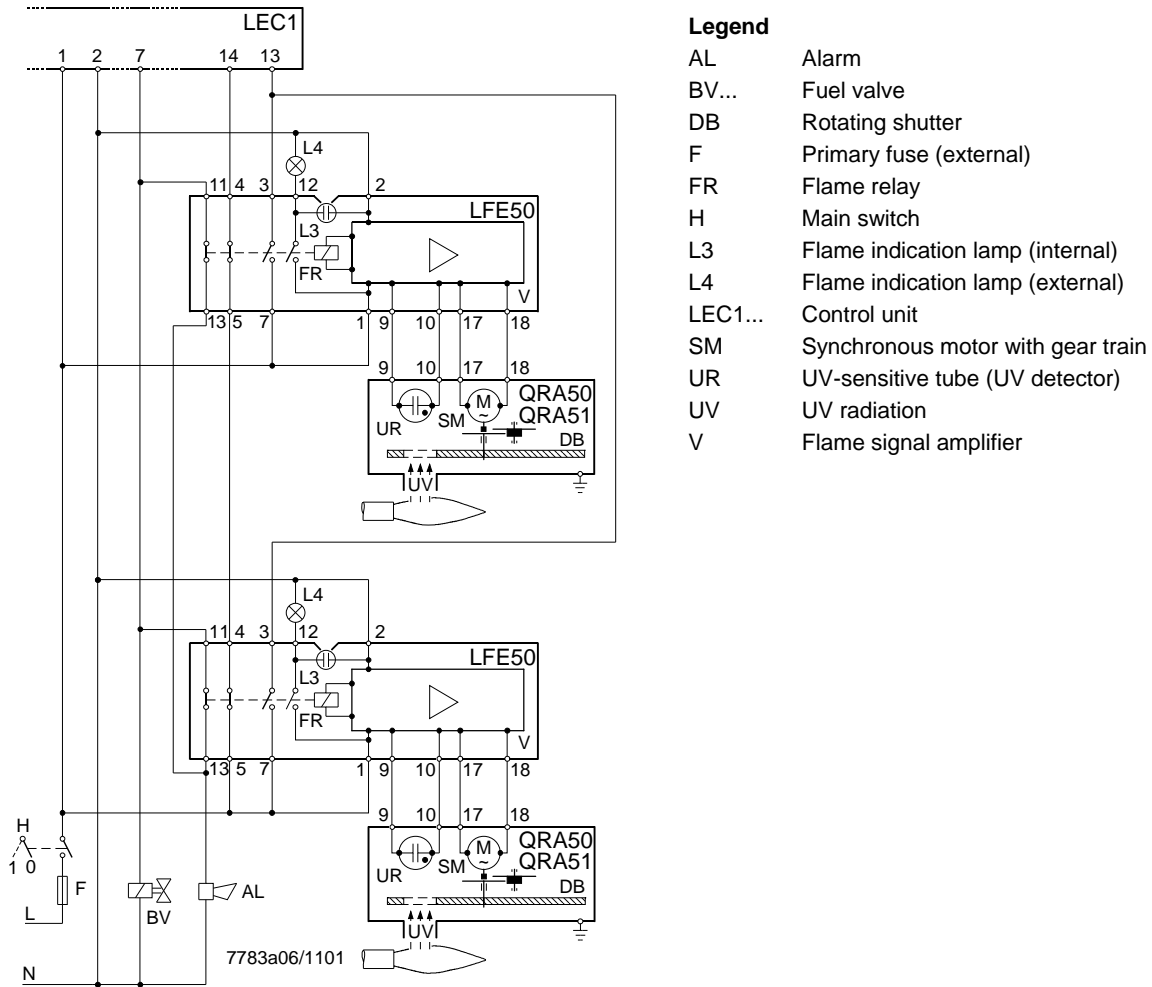 LEC1
1 2 7 14 13
L4
11 4 3 12 2
LFE50
L3
FR
V
13 5 7 1 9 10 17 18
9 10 17 18
QRA50
M
~
SM
QRA51
UR
DB
UV
L4
11 4 3 12 2
LFE50
L3
FR
V
13 5 7 1 9 10 17 18
9 10 17 18
H
QRA50
M
~
SM
QRA51
1 0
UR
F
AL
DB
BV
L
UV
7783a06/1101
N
Legend
AL Alarm
BV... Fuel valve
DB Rotating shutter
F Primary fuse (external)
FR Flame relay
H Main switch
L3 Flame indication lamp (internal)
L4 Flame indication lamp (external)
LEC1... Control unit
SM Synchronous motor with gear train
UR UV-sensitive tube (UV detector)
UV UV radiation
V Flame signal amplifier